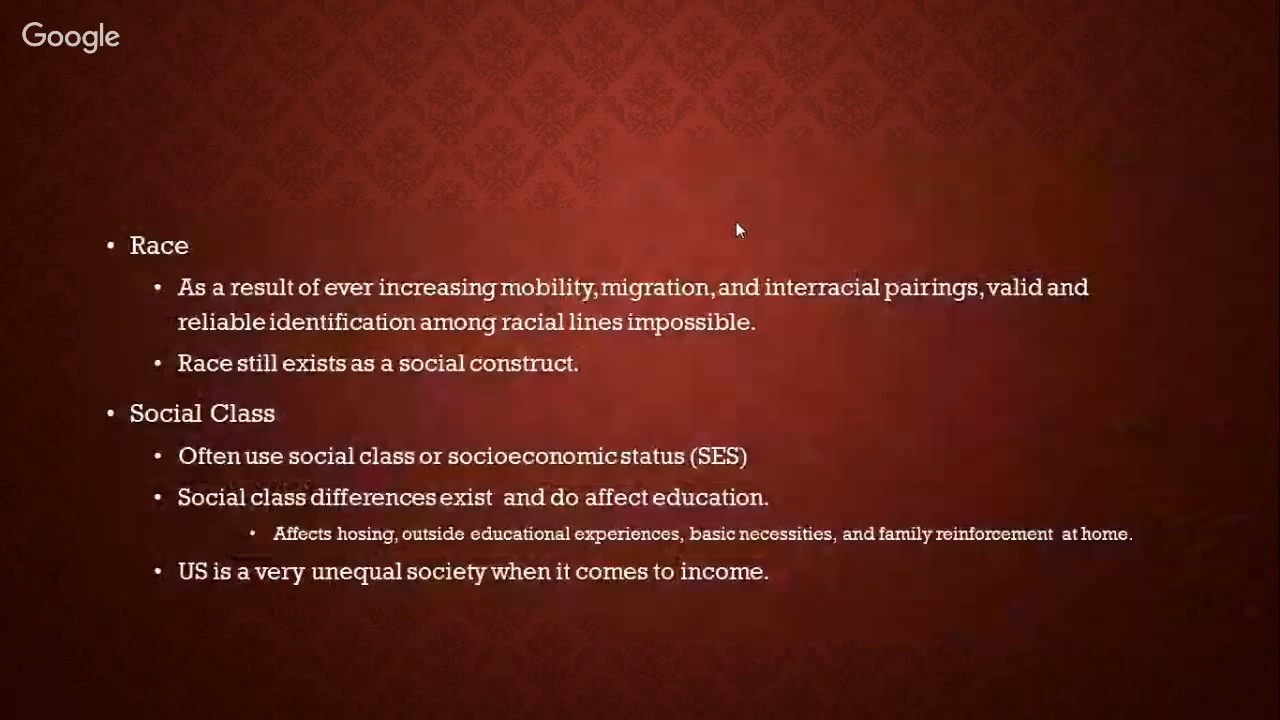 Google
• Race
• As a result of ever increasing mobility, migration, and interracial pairings, valid and
reliable identification among racial lines impossible.
• Race still exists as a social construct.
• Social Class
• Often use social class or socioeconomic status (SES)
• Social class differences exist and do affect education.
• Affects hosing, outside educational experiences, basic necessities, and family reinforcement at home.
• US is a very unequal society when it comes to income.